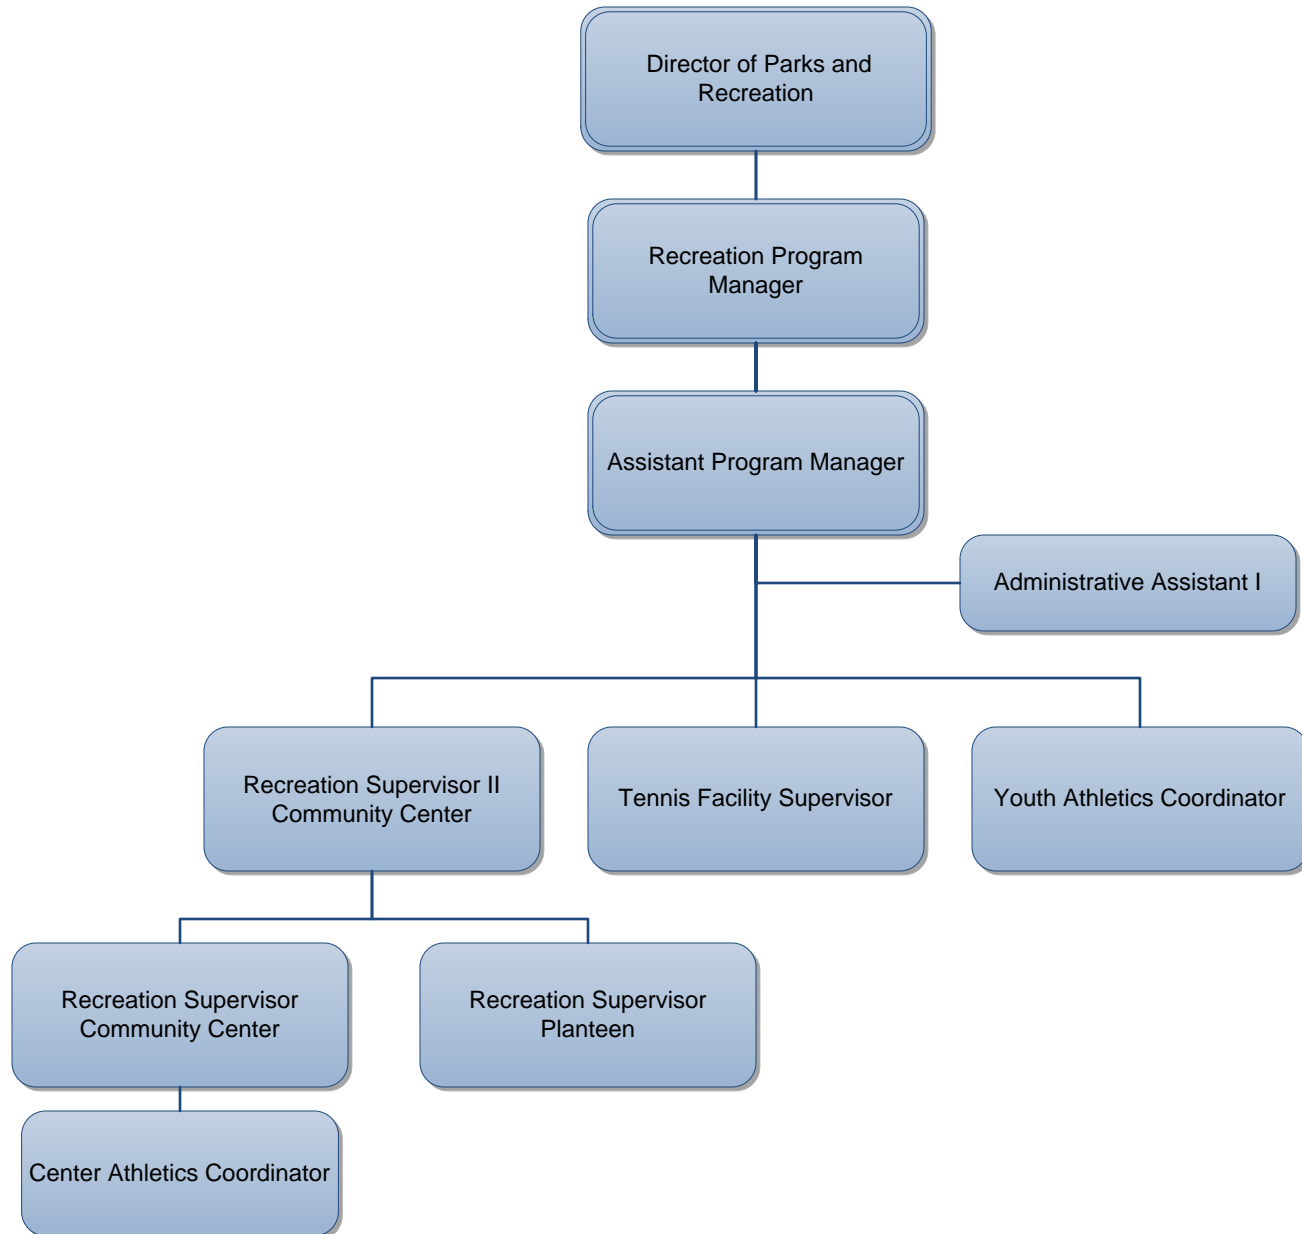 Director of Parks and
Recreation
Recreation Program
Manager
Assistant Program Manager
Administrative Assistant I
Recreation Supervisor II
Community Center
Tennis Facility Supervisor
Youth Athletics Coordinator
Recreation Supervisor
Community Center
Recreation Supervisor
Planteen
Center Athletics Coordinator